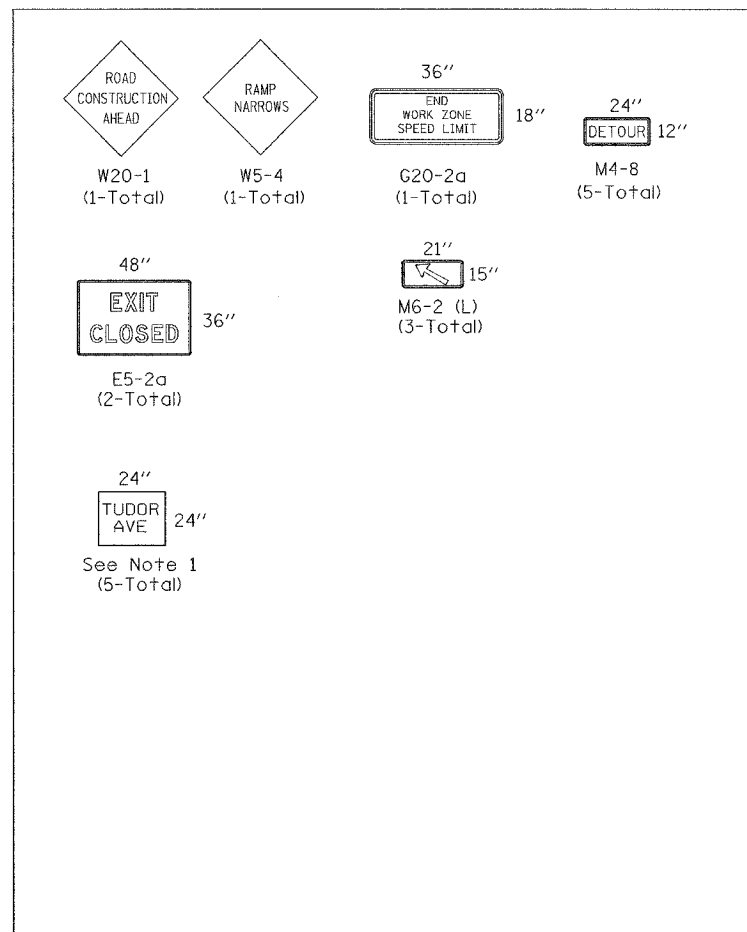 ROAD
CONSTRUCTION
AHEAD
W20-1
(1-Total)
RAMP
NARROWS
W5-4
(1-Total)
36''
END
WORK ZONE
SPEED LIMIT
18''
G20-2a
(1-Total)
24''
DETOUR
12''
M4-8
(5-Total)
48''
EXIT
CLOSED
36''
E5-2a
(2-Total)
21''
15''
M6-2 (L)
(3-Total)
24''
TUDOR
AVE
24''
See Note 1
(5-Total)